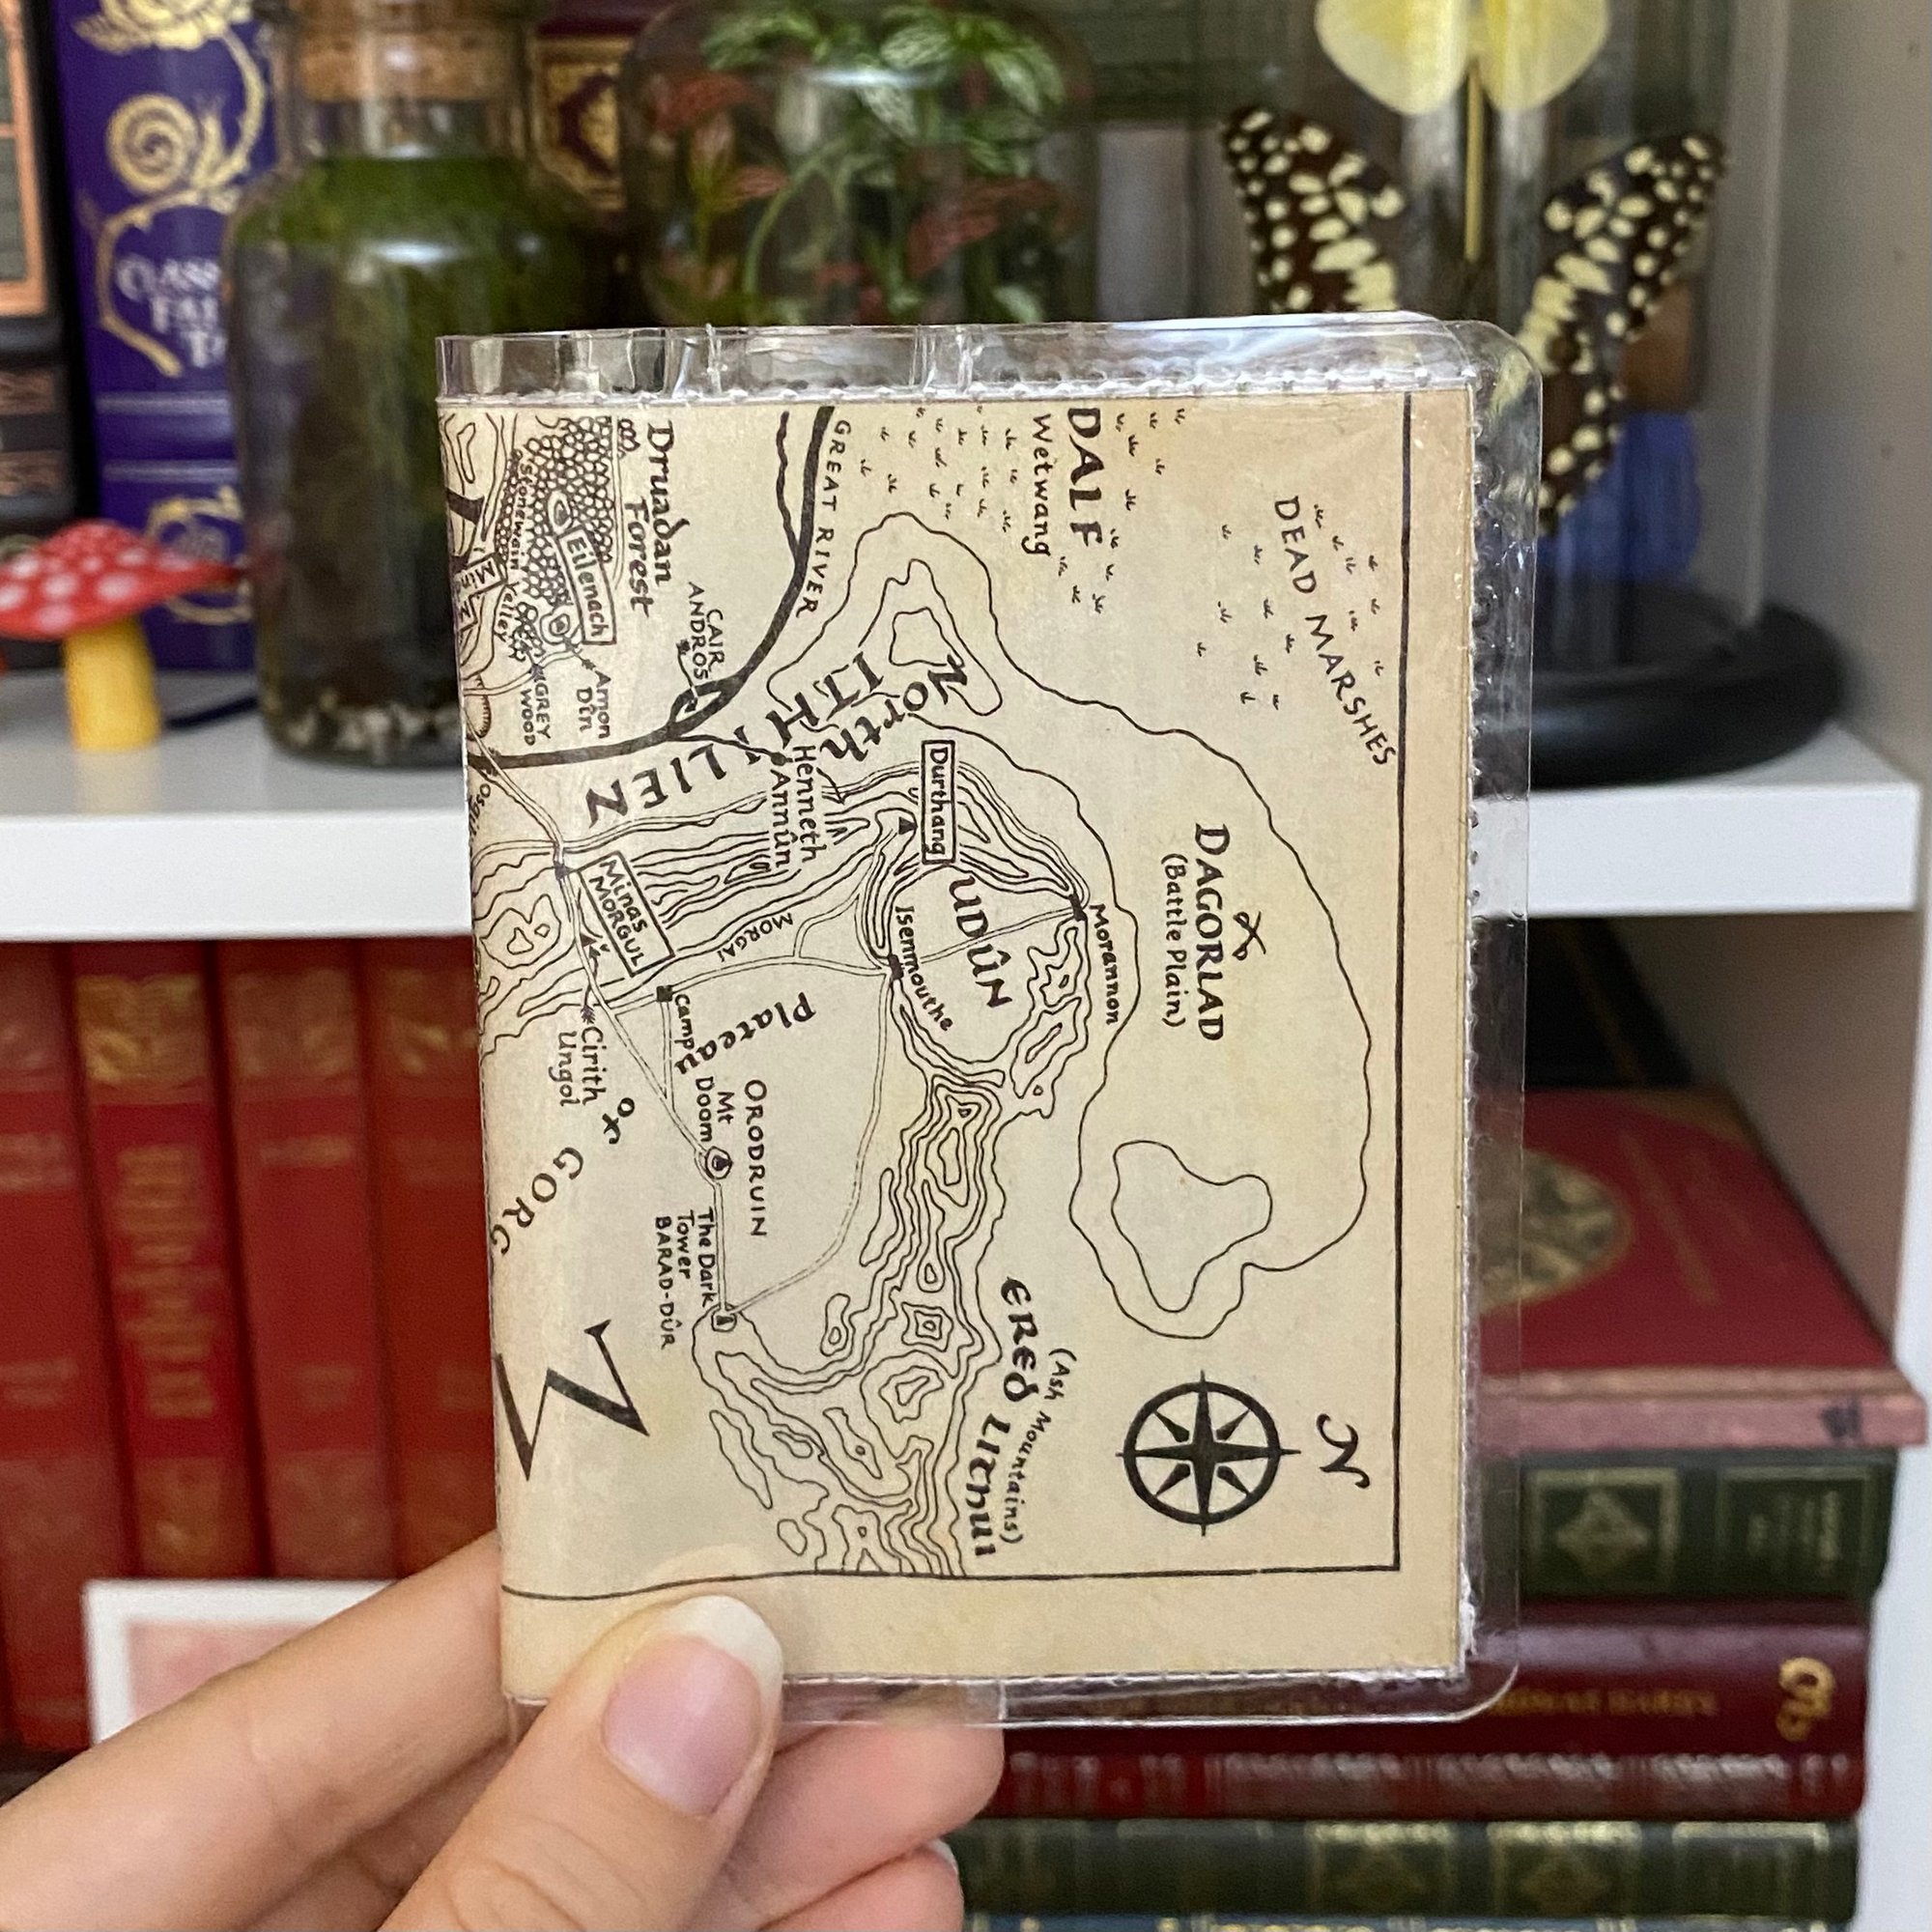 DEAD MARSHES
DALF
Wetwang
GREAT RIVER
Druadan
Forest
Eilenach
Stonewain Valley
CAIR
ANDROS
Amon
Dîn
GREY
WOOD
North
ITHILIEN
Henneth
Annûn
Durthang
UDÛN
Isenmouthe
Morannon
DAGORLAD
(Battle Plain)
Minas
MORGUL
MORGAI
Plateau
camp
Cirith
Ungol
GORG
ORODRUIN
Mt
Doom
The Dark
Tower
BARAD-DÛR
ERED LITHUI
(Ash Mountains)
N
M